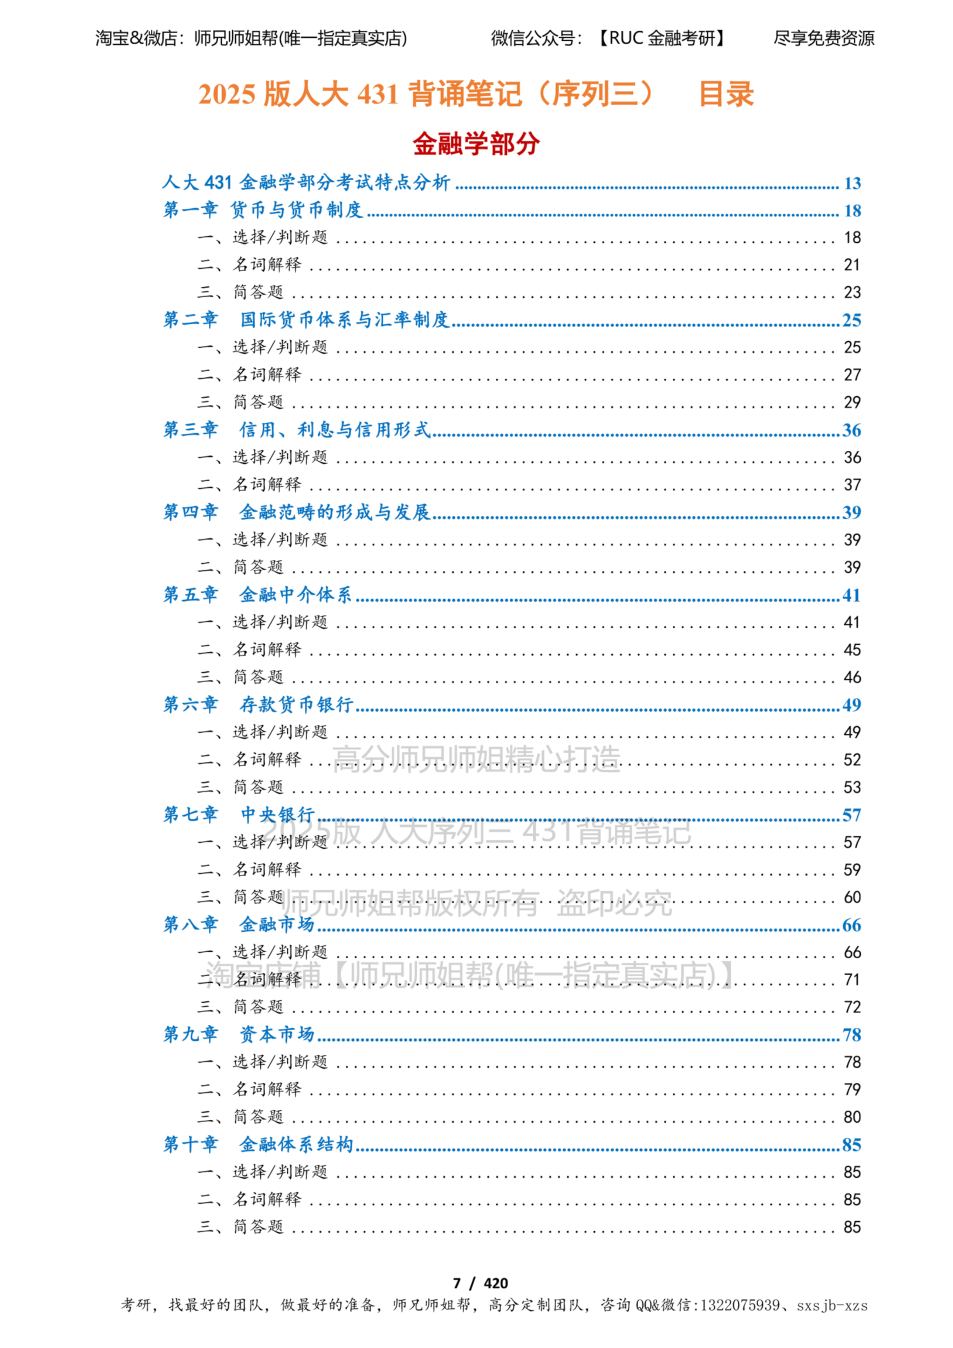 淘宝&微店：师兄师姐帮(唯一指定真实店) 微信公众号：【RUC 金融考研】 尽享免费资源
2025 版人大 431 背诵笔记（序列三） 目录
金融学部分
人大 431 金融学部分考试特点分析 ........ 13
第一章 货币与货币制度 ........ 18
一、选择/判断题 ........ 18
二、名词解释 ........ 21
三、简答题 ........ 23
第二章 国际货币体系与汇率制度 ........ 25
一、选择/判断题 ........ 25
二、名词解释 ........ 27
三、简答题 ........ 29
第三章 信用、利息与信用形式 ........ 36
一、选择/判断题 ........ 36
二、名词解释 ........ 37
第四章 金融范畴的形成与发展 ........ 39
一、选择/判断题 ........ 39
二、简答题 ........ 39
第五章 金融中介体系 ........ 41
一、选择/判断题 ........ 41
二、名词解释 ........ 45
三、简答题 ........ 46
第六章 存款货币银行 ........ 49
一、选择/判断题 ........ 49
高分师兄师姐精心打造
二、名词解释 ........ 52
三、简答题 ........ 53
第七章 中央银行 ........ 57
2025版 人大序列三 431背诵笔记
一、选择/判断题 ........ 57
二、名词解释 ........ 59
三、简答题 ........ 60
师兄师姐帮版权所有 盗印必究
第八章 金融市场 ........ 66
一、选择/判断题 ........ 66
淘宝店铺【师兄师姐帮(唯一指定真实店)】
二、名词解释 ........ 71
三、简答题 ........ 72
第九章 资本市场 ........ 78
一、选择/判断题 ........ 78
二、名词解释 ........ 79
三、简答题 ........ 80
第十章 金融体系结构 ........ 85
一、选择/判断题 ........ 85
二、名词解释 ........ 85
三、简答题 ........ 85
7 / 420
考研，找最好的团队，做最好的准备，师兄师姐帮，高分定制团队，咨询 QQ&微信:1322075939、sxsjb-xzs